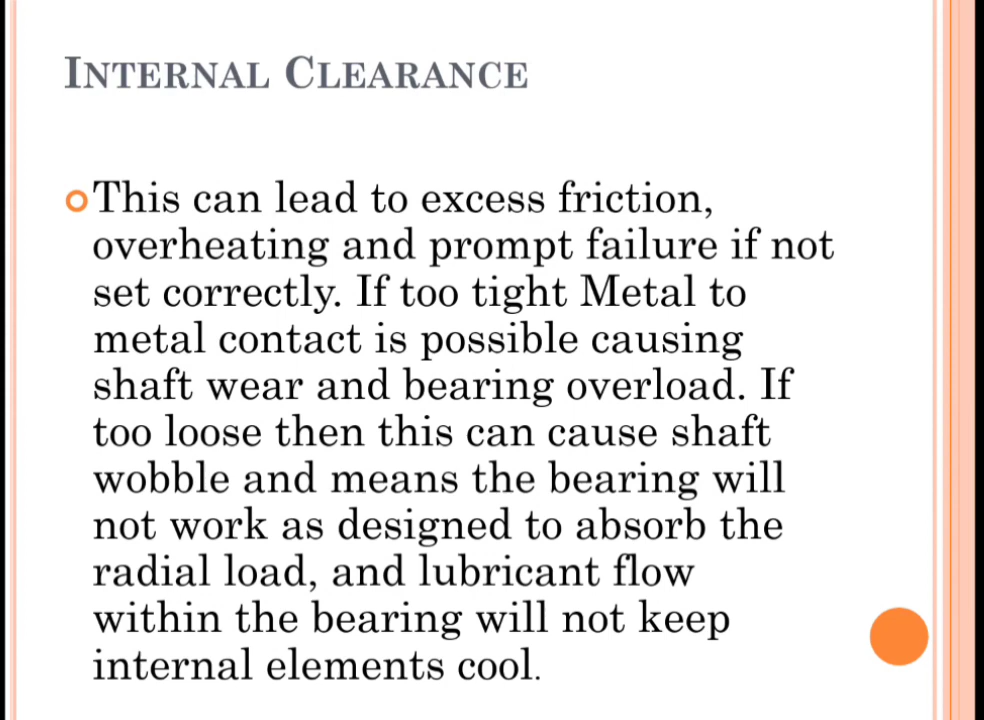 INTERNAL CLEARANCE
This can lead to excess friction,
overheating and prompt failure if not
set correctly. If too tight Metal to
metal contact is possible causing
shaft wear and bearing overload. If
too loose then this can cause shaft
wobble and means the bearing will
not work as designed to absorb the
radial load, and lubricant flow
within the bearing will not keep
internal elements cool.